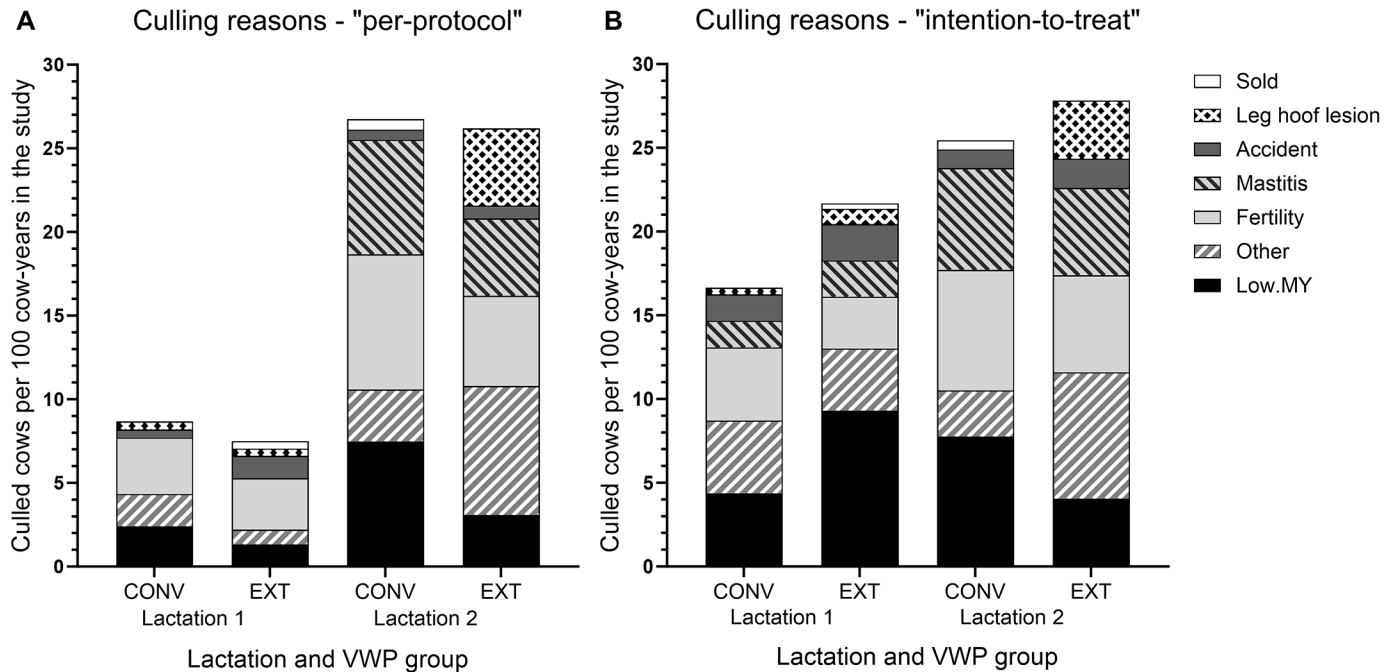 A
Culling reasons - "per-protocol"
Culled cows per 100 cow-years in the study
30
25
20
15
10
5
0
CONV EXT CONV EXT
Lactation 1 Lactation 2
Lactation and VWP group
B
Culling reasons - "intention-to-treat"
Culled cows per 100 cow-years in the study
30
25
20
15
10
5
0
CONV EXT CONV EXT
Lactation 1 Lactation 2
Lactation and VWP group
Sold
Leg hoof lesion
Accident
Mastitis
Fertility
Other
Low.MY